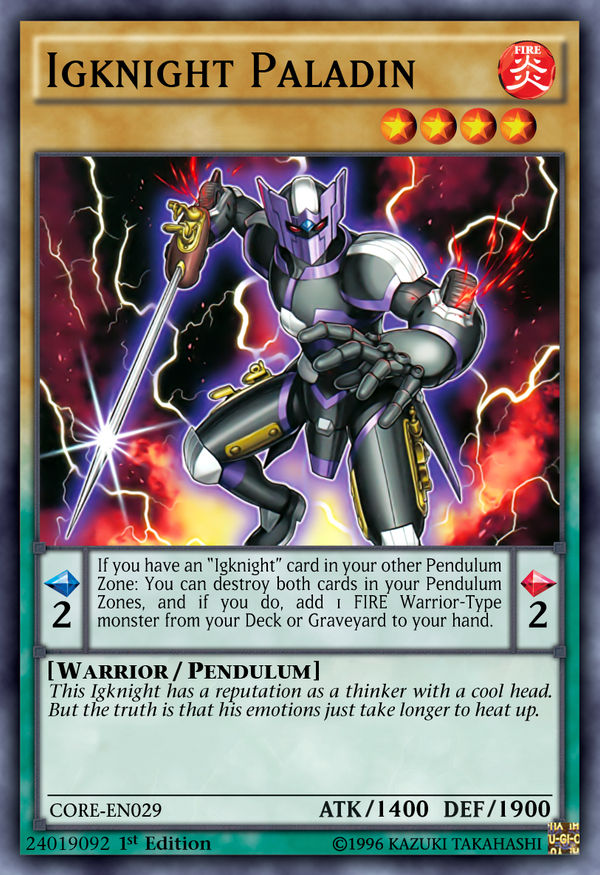 IGKNIGHT PALADIN
FIRE
炎
If you have an "Igknight" card in your other Pendulum
Zone: You can destroy both cards in your Pendulum
Zones, and if you do, add 1 FIRE Warrior-Type
monster from your Deck or Graveyard to your hand.
2
2
[WARRIOR / PENDULUM]
This Igknight has a reputation as a thinker with a cool head.
But the truth is that his emotions just take longer to heat up.
CORE-EN029
ATK/1400 DEF/1900
24019092 1st Edition
©1996 KAZUKI TAKAHASHI